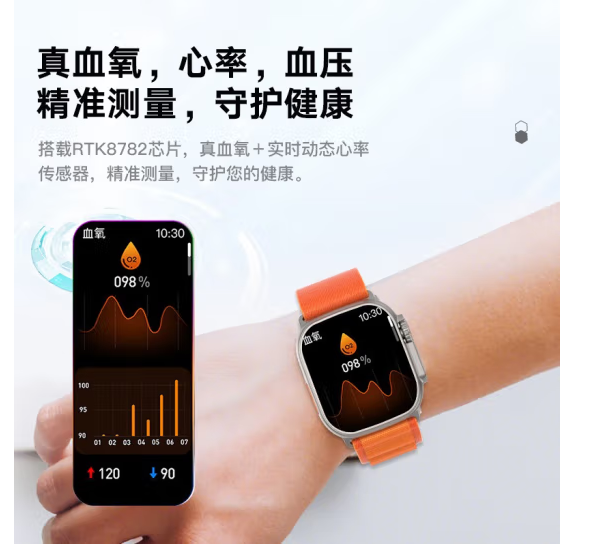 真血氧，心率，血压
精准测量，守护健康
搭载RTK8782芯片，真血氧＋实时动态心率
传感器，精准测量，守护您的健康。
血氧 10:30
O2
098%
100
95
90
01 02 03 04 05 06 07
120 90
血氧 10:30
O2
098%